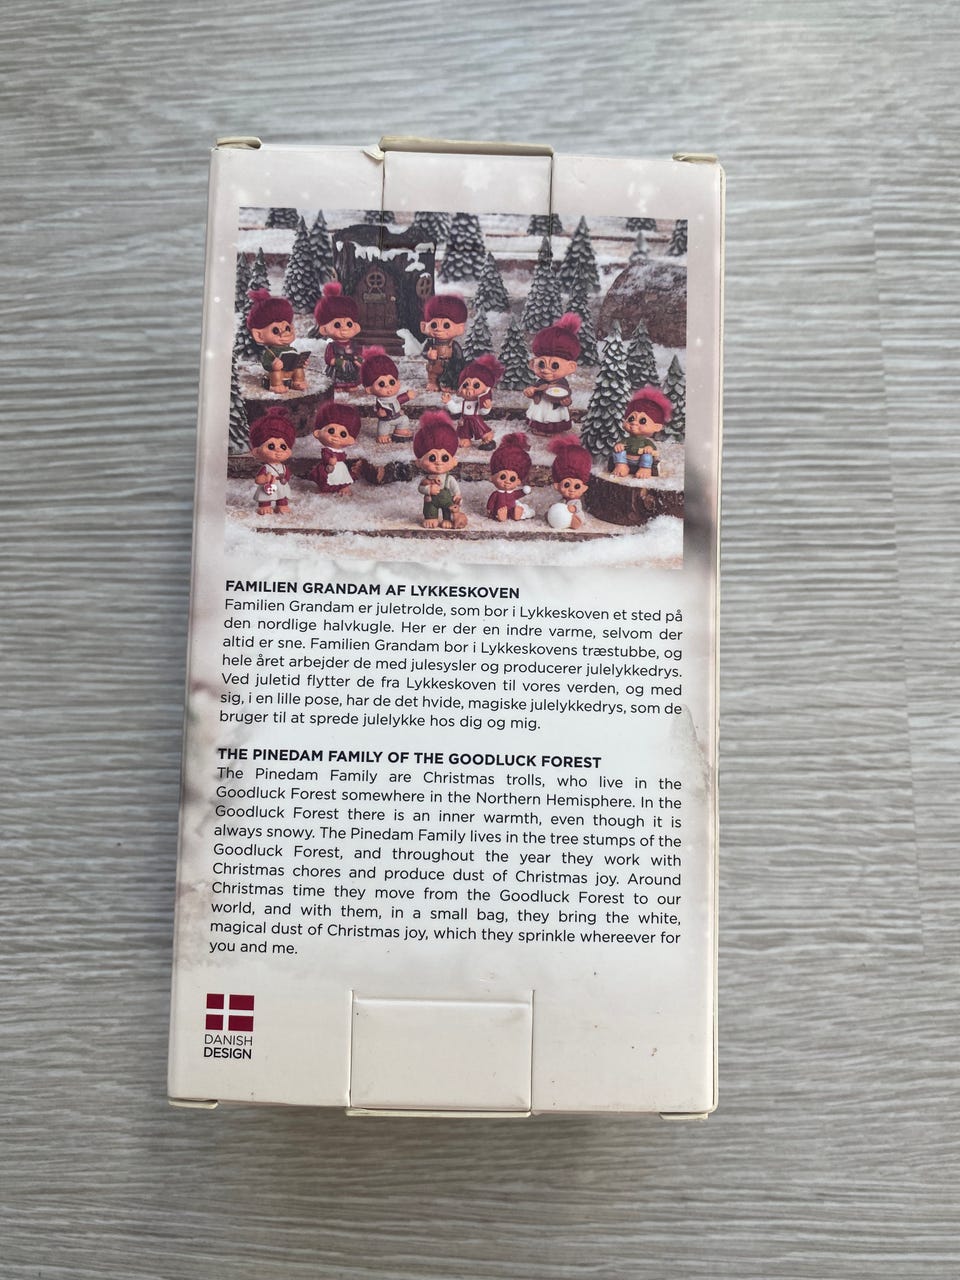 FAMILIEN GRANDAM AF LYKKESKOVEN
Familien Grandam er juletrolde, som bor i Lykkeskoven et sted på
den nordlige halvkugle. Her er der en indre varme, selvom der
altid er sne. Familien Grandam bor i Lykkeskovens træstubbe, og
hele året arbejder de med julesysler og producerer julelykkedrys.
Ved juletid flytter de fra Lykkeskoven til vores verden, og med
sig, i en lille pose, har de det hvide, magiske julelykkedrys, som de
bruger til at sprede julelykke hos dig og mig.
THE PINEDAM FAMILY OF THE GOODLUCK FOREST
The Pinedam Family are Christmas trolls, who live in the
Goodluck Forest somewhere in the Northern Hemisphere. In the
Goodluck Forest there is an inner warmth, even though it is
always snowy. The Pinedam Family lives in the tree stumps of the
Goodluck Forest, and throughout the year they work with
Christmas chores and produce dust of Christmas joy. Around
Christmas time they move from the Goodluck Forest to our
world, and with them, in a small bag, they bring the white,
magical dust of Christmas joy, which they sprinkle whereever for
you and me.
DANISH
DESIGN